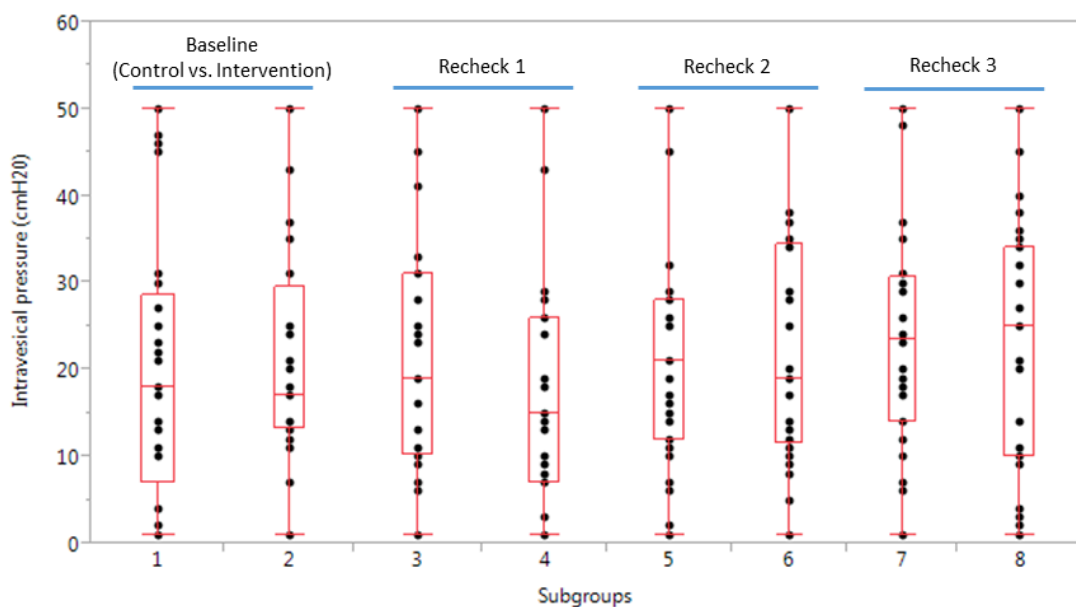 Baseline
(Control vs. Intervention)
Recheck 1
Recheck 2
Recheck 3
60
50
40
30
20
10
0
Intravesical pressure (cmH20)
1 2 3 4 5 6 7 8
Subgroups